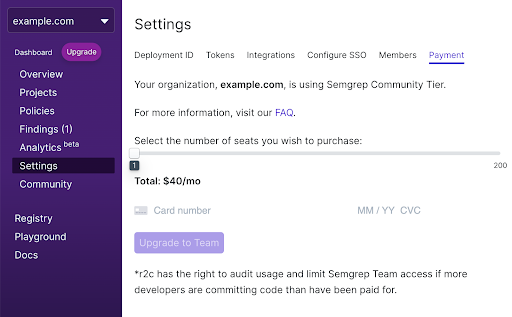 example.com
Dashboard Upgrade
Overview
Projects
Policies
Findings (1)
Analytics beta
Settings
Community
Registry
Playground
Docs
Settings
Deployment ID Tokens Integrations Configure SSO Members Payment
Your organization, example.com, is using Semgrep Community Tier.
For more information, visit our FAQ.
Select the number of seats you wish to purchase:
1 200
Total: $40/mo
Card number MM / YY CVC
Upgrade to Team
*r2c has the right to audit usage and limit Semgrep Team access if more
developers are committing code than have been paid for.